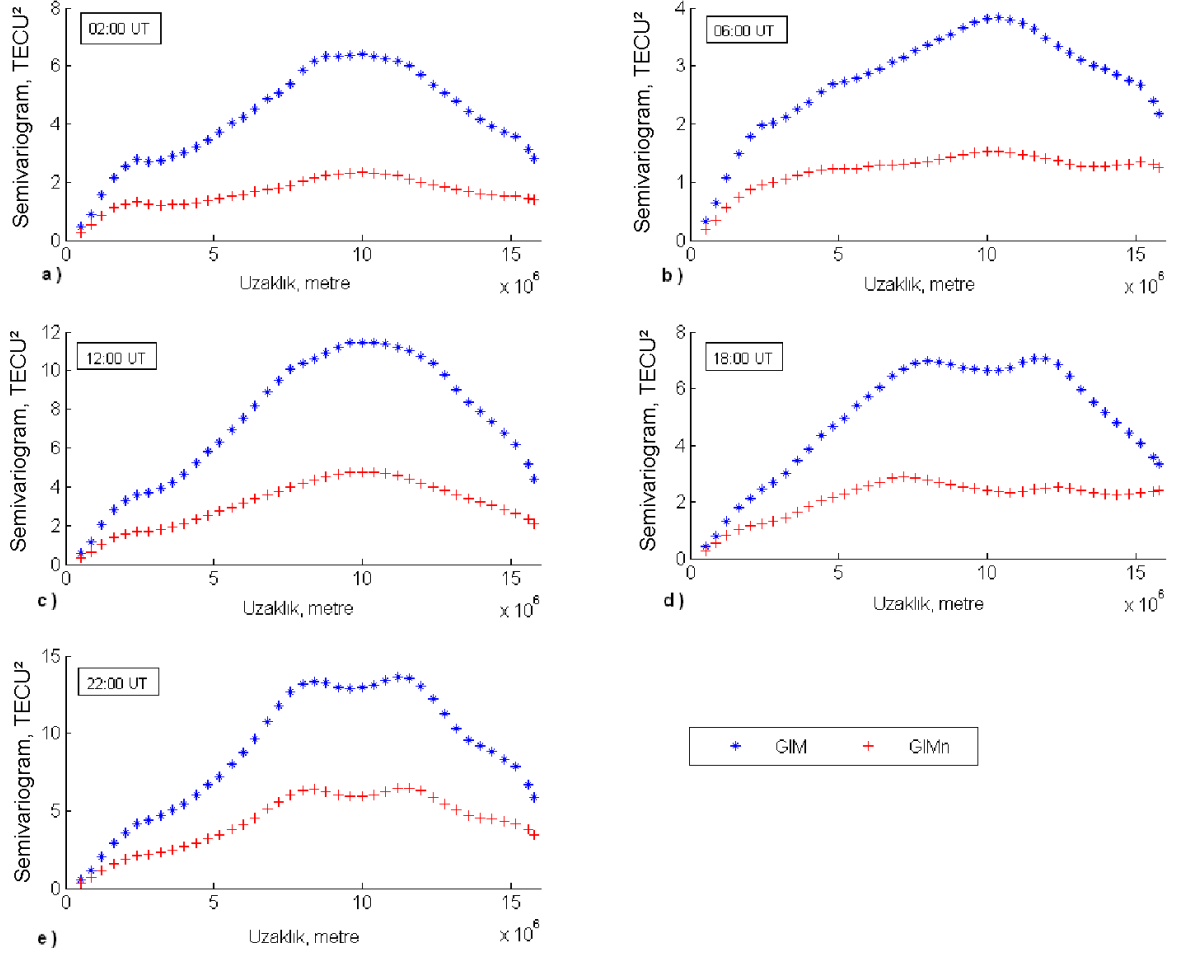 02:00 UT
Semivariogram, TECU²
8
6
4
2
0
0 5 10 15
x 10⁶
Uzaklık, metre
a )
06:00 UT
Semivariogram, TECU²
4
3
2
1
0
0 5 10 15
x 10⁶
Uzaklık, metre
b )
12:00 UT
Semivariogram, TECU²
12
10
8
6
4
2
0
0 5 10 15
x 10⁶
Uzaklık, metre
c )
18:00 UT
Semivariogram, TECU²
8
6
4
2
0
0 5 10 15
x 10⁶
Uzaklık, metre
d )
22:00 UT
Semivariogram, TECU²
15
10
5
0
0 5 10 15
x 10⁶
Uzaklık, metre
e )
GIM GIMn